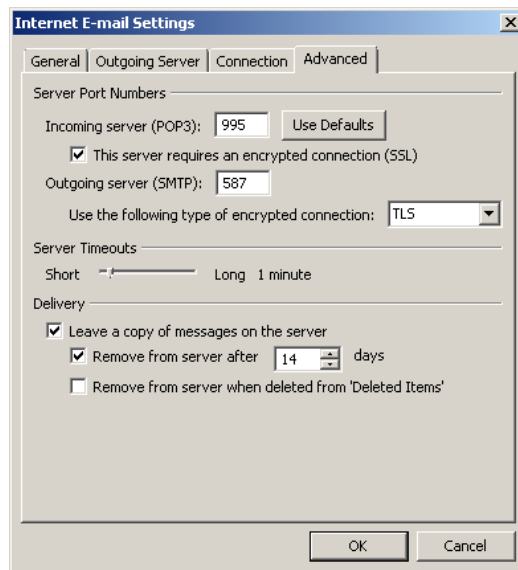 Internet E-mail Settings
General Outgoing Server Connection Advanced
Server Port Numbers
Incoming server (POP3): 995 Use Defaults
This server requires an encrypted connection (SSL)
Outgoing server (SMTP): 587
Use the following type of encrypted connection: TLS
Server Timeouts
Short Long 1 minute
Delivery
Leave a copy of messages on the server
Remove from server after 14 days
Remove from server when deleted from 'Deleted Items'
OK Cancel